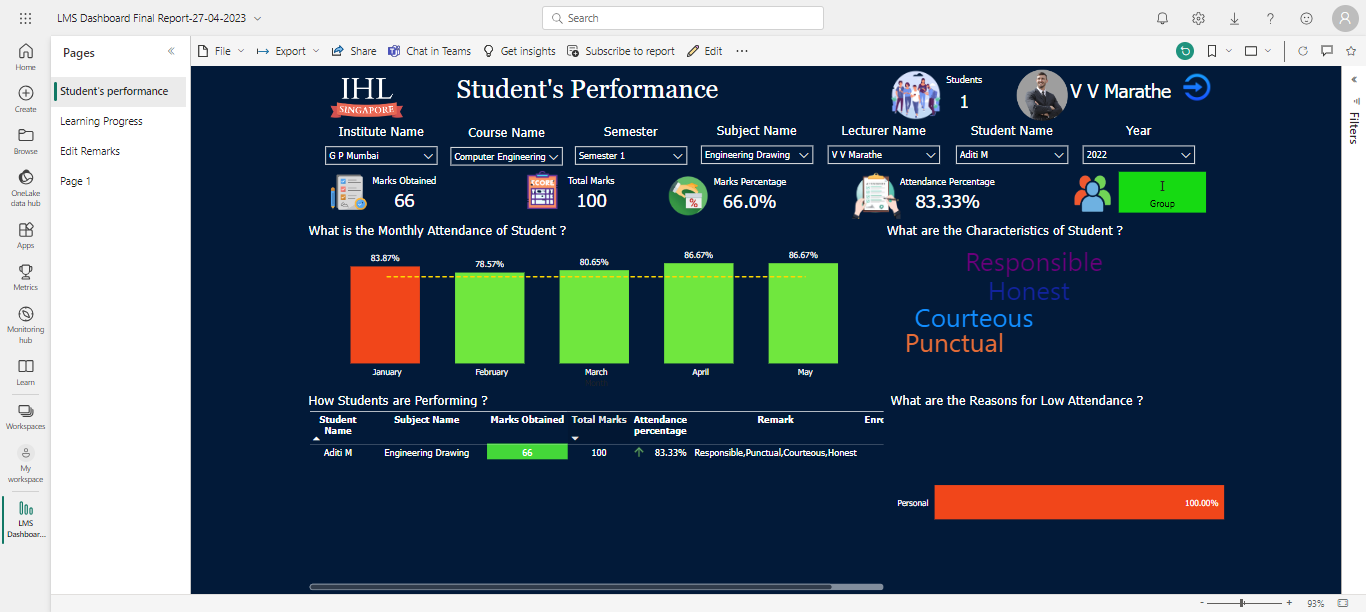 LMS Dashboard Final Report-27-04-2023
Search
Home
Create
Browse
OneLake
data hub
Apps
Metrics
Monitoring
hub
Learn
Workspaces
My
workspace
LMS
Dashboar...
Pages
Student's performance
Learning Progress
Edit Remarks
Page 1
File
Export
Share
Chat in Teams
Get insights
Subscribe to report
Edit
IHL
SINGAPORE
Student's Performance
Students
1
V V Marathe
Institute Name
Course Name
Semester
Subject Name
Lecturer Name
Student Name
Year
G P Mumbai
Computer Engineering
Semester 1
Engineering Drawing
V V Marathe
Aditi M
2022
Marks Obtained
66
SCORE
Total Marks
100
Marks Percentage
66.0%
Attendance Percentage
83.33%
I
Group
What is the Monthly Attendance of Student ?
83.87%
78.57%
80.65%
86.67%
86.67%
January
February
March
April
May
What are the Characteristics of Student ?
Responsible
Honest
Courteous
Punctual
How Students are Performing ?
Student
Name
Subject Name
Marks Obtained
Total Marks
Attendance
percentage
Remark
Enro
Aditi M
Engineering Drawing
66
100
83.33%
Responsible,Punctual,Courteous,Honest
What are the Reasons for Low Attendance ?
Personal
100.00%
Filters
- + 93%